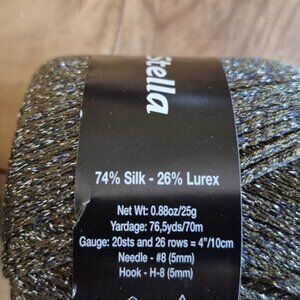 Stella
74% Silk - 26% Lurex
Net Wt: 0.88oz/25g
Yardage: 76,5yds/70m
Gauge: 20sts and 26 rows = 4"/10cm
Needle - #8 (5mm)
Hook - H-8 (5mm)